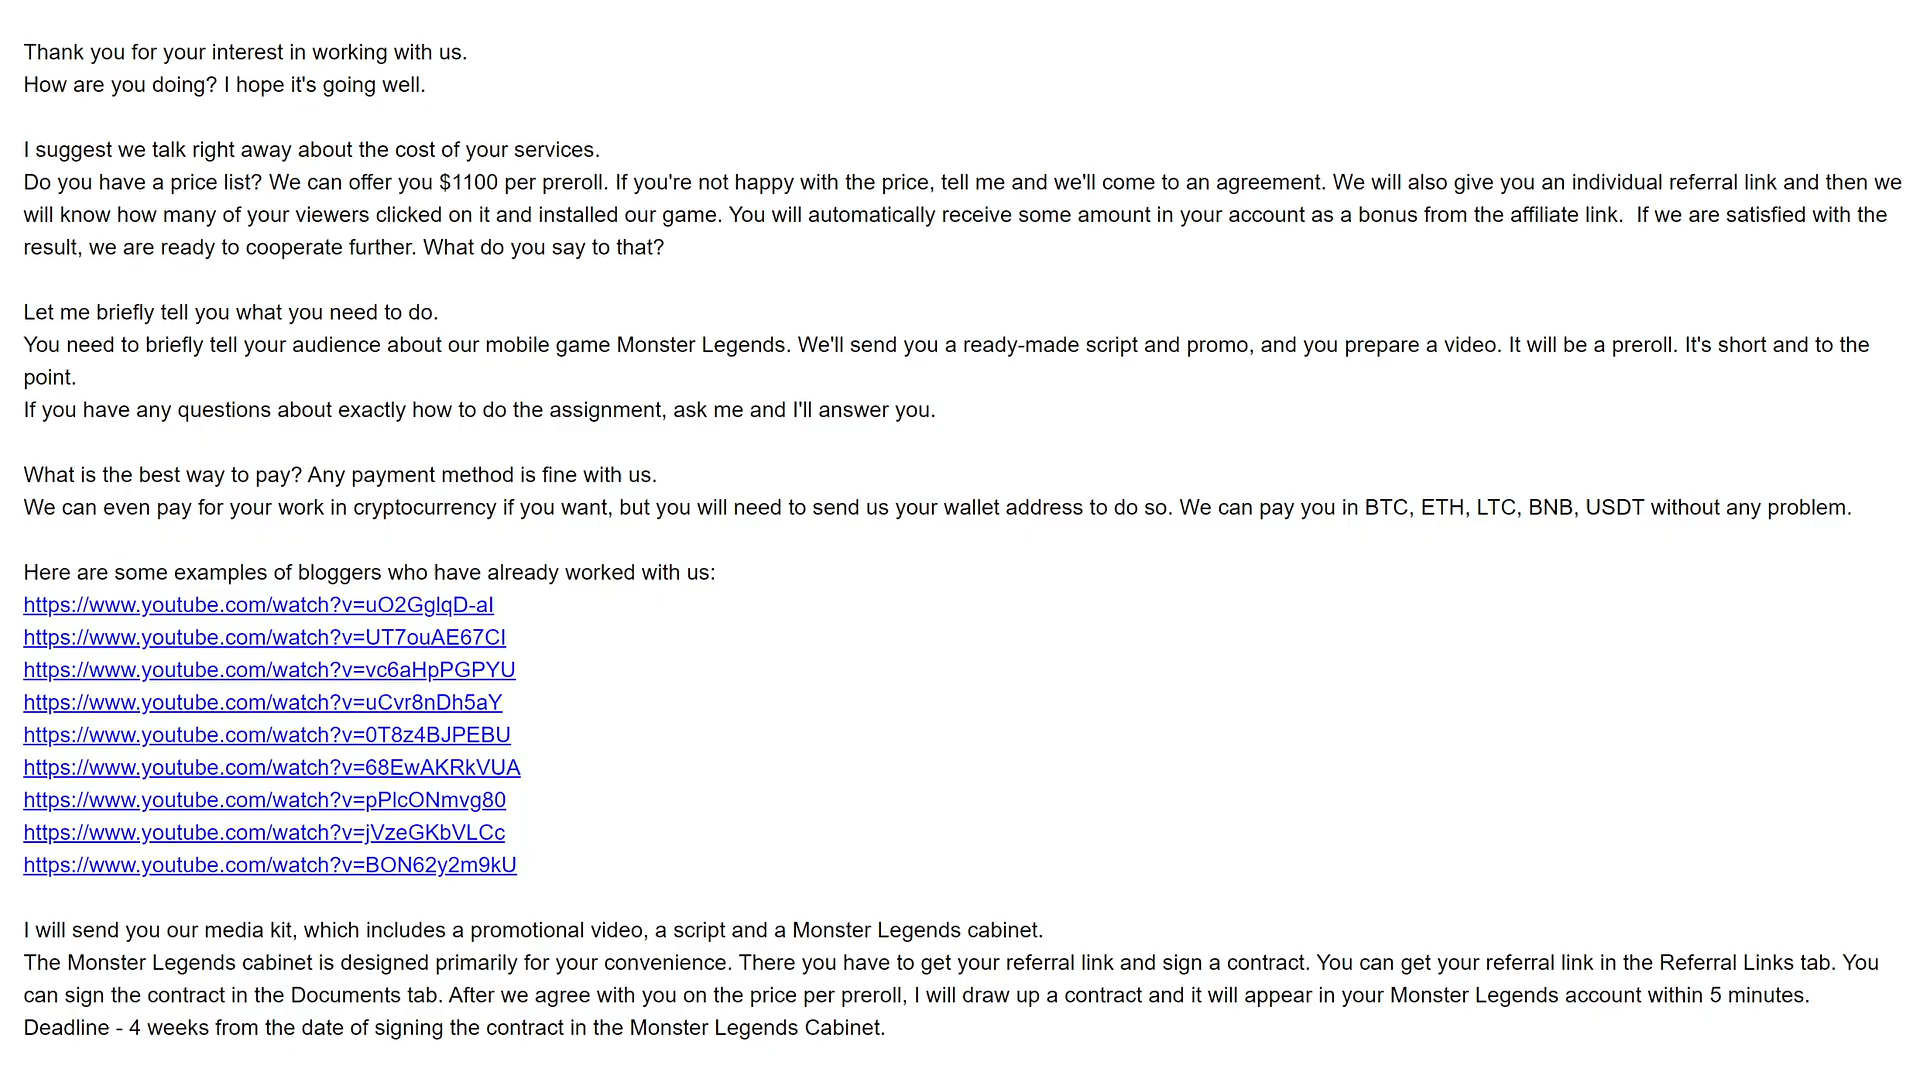 Thank you for your interest in working with us.
How are you doing? I hope it's going well.
I suggest we talk right away about the cost of your services.
Do you have a price list? We can offer you $1100 per preroll. If you're not happy with the price, tell me and we'll come to an agreement. We will also give you an individual referral link and then we
will know how many of your viewers clicked on it and installed our game. You will automatically receive some amount in your account as a bonus from the affiliate link.  If we are satisfied with the
result, we are ready to cooperate further. What do you say to that?
Let me briefly tell you what you need to do.
You need to briefly tell your audience about our mobile game Monster Legends. We'll send you a ready-made script and promo, and you prepare a video. It will be a preroll. It's short and to the
point.
If you have any questions about exactly how to do the assignment, ask me and I'll answer you.
What is the best way to pay? Any payment method is fine with us.
We can even pay for your work in cryptocurrency if you want, but you will need to send us your wallet address to do so. We can pay you in BTC, ETH, LTC, BNB, USDT without any problem.
Here are some examples of bloggers who have already worked with us:
https://www.youtube.com/watch?v=uO2GglqD-aI
https://www.youtube.com/watch?v=UT7ouAE67CI
https://www.youtube.com/watch?v=vc6aHpPGPYU
https://www.youtube.com/watch?v=uCvr8nDh5aY
https://www.youtube.com/watch?v=0T8z4BJPEBU
https://www.youtube.com/watch?v=68EwAKRkVUA
https://www.youtube.com/watch?v=pPlcONmvg80
https://www.youtube.com/watch?v=jVzeGKbVLCc
https://www.youtube.com/watch?v=BON62y2m9kU
I will send you our media kit, which includes a promotional video, a script and a Monster Legends cabinet.
The Monster Legends cabinet is designed primarily for your convenience. There you have to get your referral link and sign a contract. You can get your referral link in the Referral Links tab. You
can sign the contract in the Documents tab. After we agree with you on the price per preroll, I will draw up a contract and it will appear in your Monster Legends account within 5 minutes.
Deadline - 4 weeks from the date of signing the contract in the Monster Legends Cabinet.